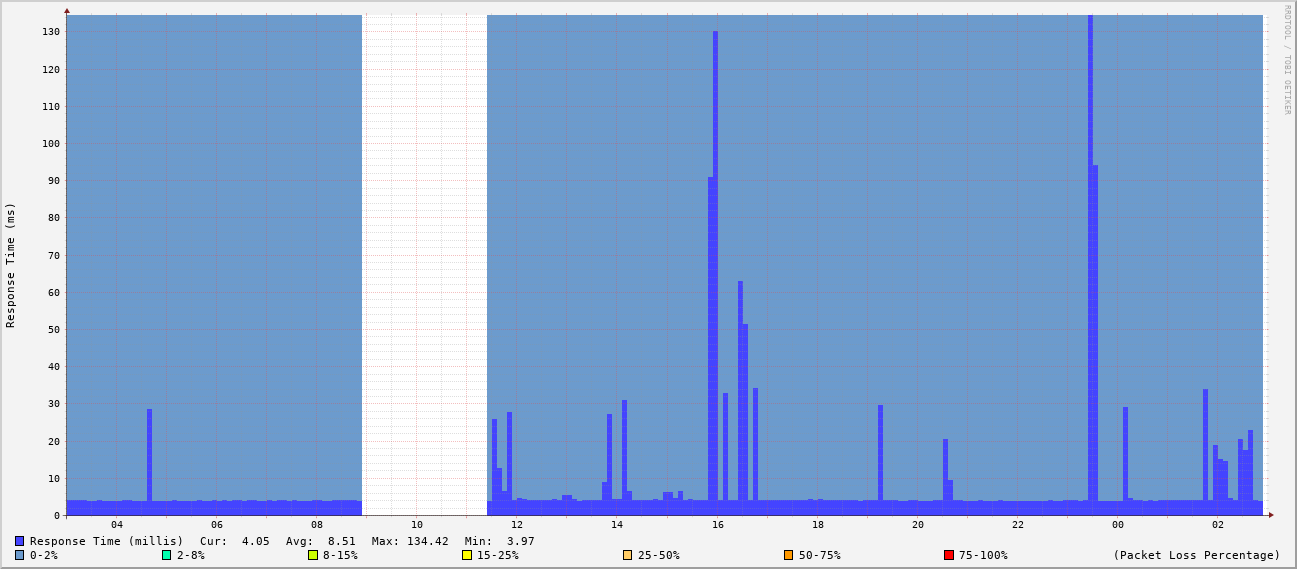 RRDTOOL / TOBI OETIKER
Response Time (ms)
130
120
110
100
90
80
70
60
50
40
30
20
10
0
04 06 08 10 12 14 16 18 20 22 00 02
Response Time (millis) Cur: 4.05 Avg: 8.51 Max: 134.42 Min: 3.97
0-2% 2-8% 8-15% 15-25% 25-50% 50-75% 75-100% (Packet Loss Percentage)